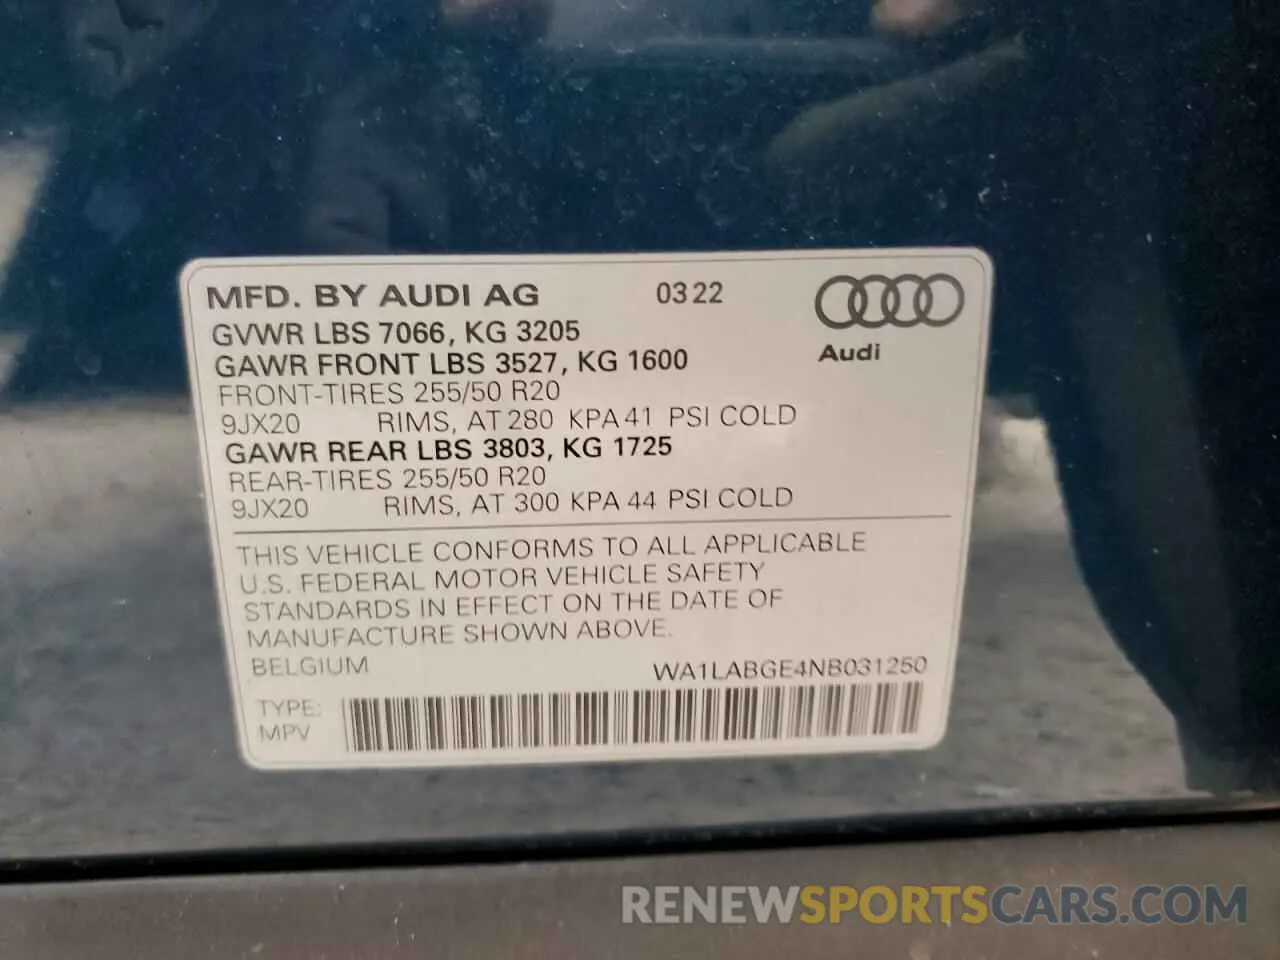 MFD. BY AUDI AG 03 22
Audi
GVWR LBS 7066, KG 3205
GAWR FRONT LBS 3527, KG 1600
FRONT-TIRES 255/50 R20
9JX20 RIMS, AT 280 KPA 41 PSI COLD
GAWR REAR LBS 3803, KG 1725
REAR-TIRES 255/50 R20
9JX20 RIMS, AT 300 KPA 44 PSI COLD
THIS VEHICLE CONFORMS TO ALL APPLICABLE
U.S. FEDERAL MOTOR VEHICLE SAFETY
STANDARDS IN EFFECT ON THE DATE OF
MANUFACTURE SHOWN ABOVE.
BELGIUM WA1LABGE4NB031250
TYPE:
MPV
RENEWSPORTSCARS.COM